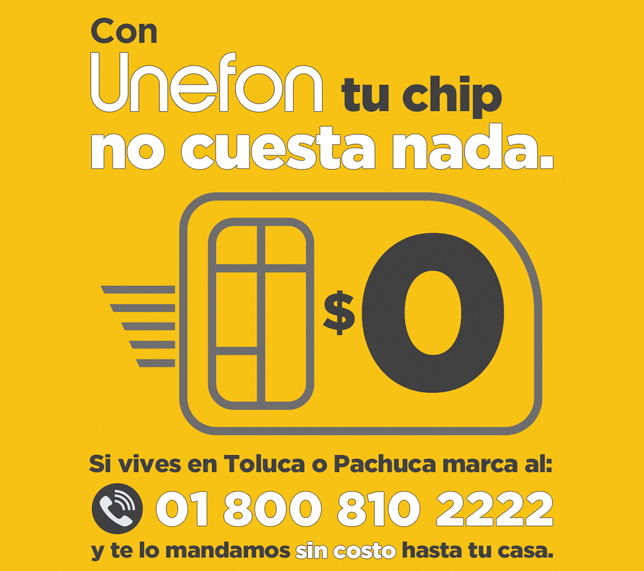 Con
Unefon tu chip
no cuesta nada.
$0
Si vives en Toluca o Pachuca marca al:
01 800 810 2222
y te lo mandamos sin costo hasta tu casa.